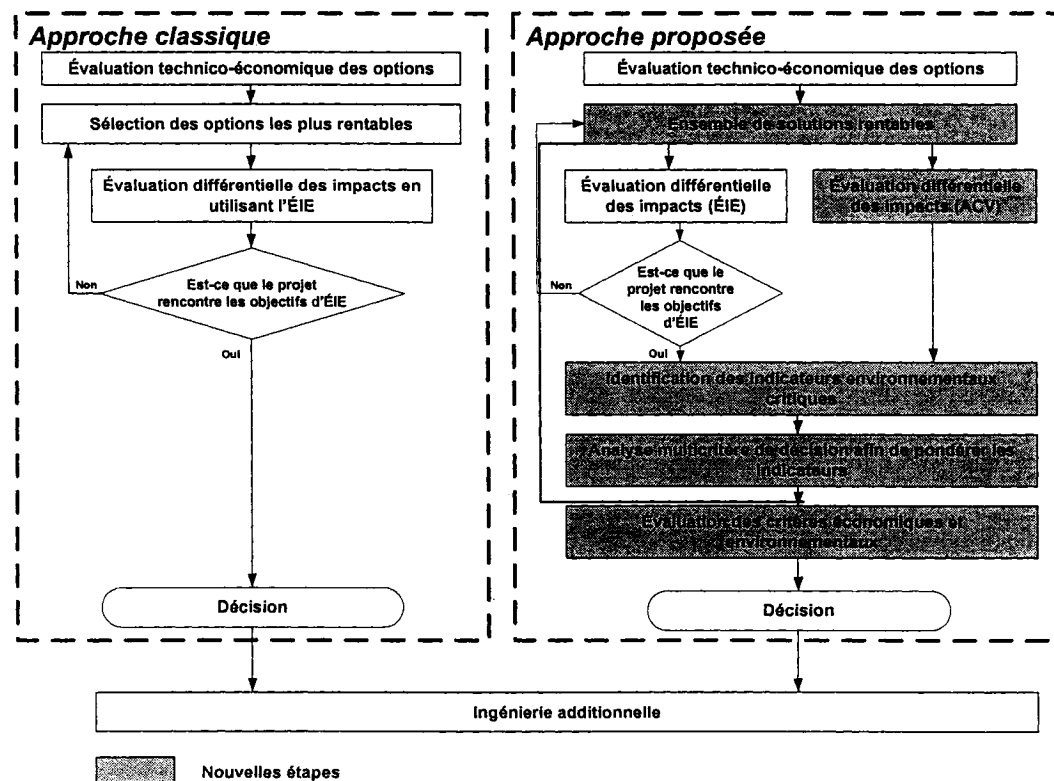 Approche classique
Évaluation technico-économique des options
Sélection des options les plus rentables
Évaluation différentielle des impacts en
utilisant l'ÉIE
Non
Est-ce que le projet
rencontre les objectifs d'ÉIE
Oui
Décision
Approche proposée
Évaluation technico-économique des options
Ensemble de solutions rentables
Évaluation différentielle
des impacts (ÉIE)
Évaluation différentielle
des impacts (ACV)
Non
Est-ce que le
projet rencontre
les objectifs
d'ÉIE
Oui
Identification des indicateurs environnementaux
critiques
Analyse multicritère de décision afin de pondérer les
indicateurs
Évaluation des critères économiques et
environnementaux
Décision
Ingénierie additionnelle
Nouvelles étapes